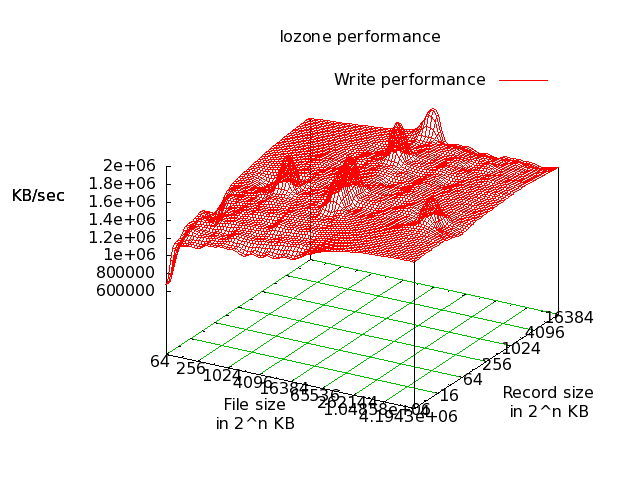 Iozone performance
Write performance
2e+06
1.8e+06
KB/sec
1.6e+06
1.4e+06
1.2e+06
1e+06
800000
600000
64
256
1024
4096
16384
65536
262144
1.04858e+06
4.1943e+06
4
16
64
256
1024
4096
16384
File size
in 2^n KB
Record size
in 2^n KB